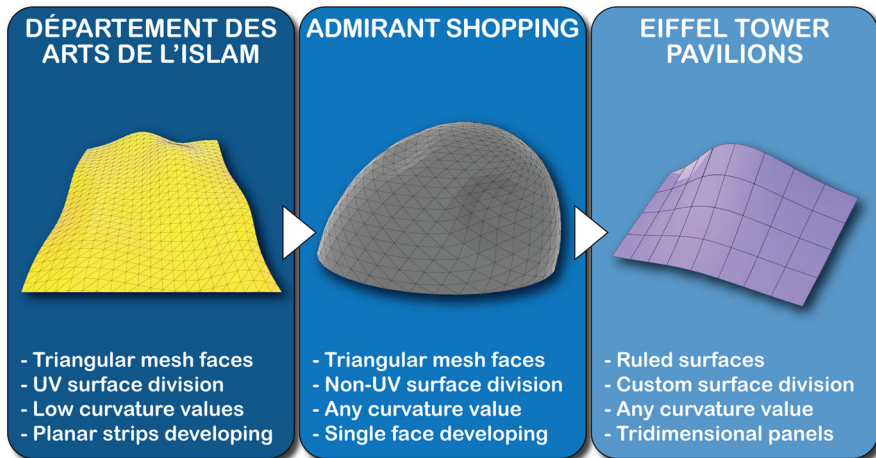 DÉPARTEMENT DES
ARTS DE L'ISLAM
- Triangular mesh faces
- UV surface division
- Low curvature values
- Planar strips developing
ADMIRANT SHOPPING
- Triangular mesh faces
- Non-UV surface division
- Any curvature value
- Single face developing
EIFFEL TOWER
PAVILIONS
- Ruled surfaces
- Custom surface division
- Any curvature value
- Tridimensional panels